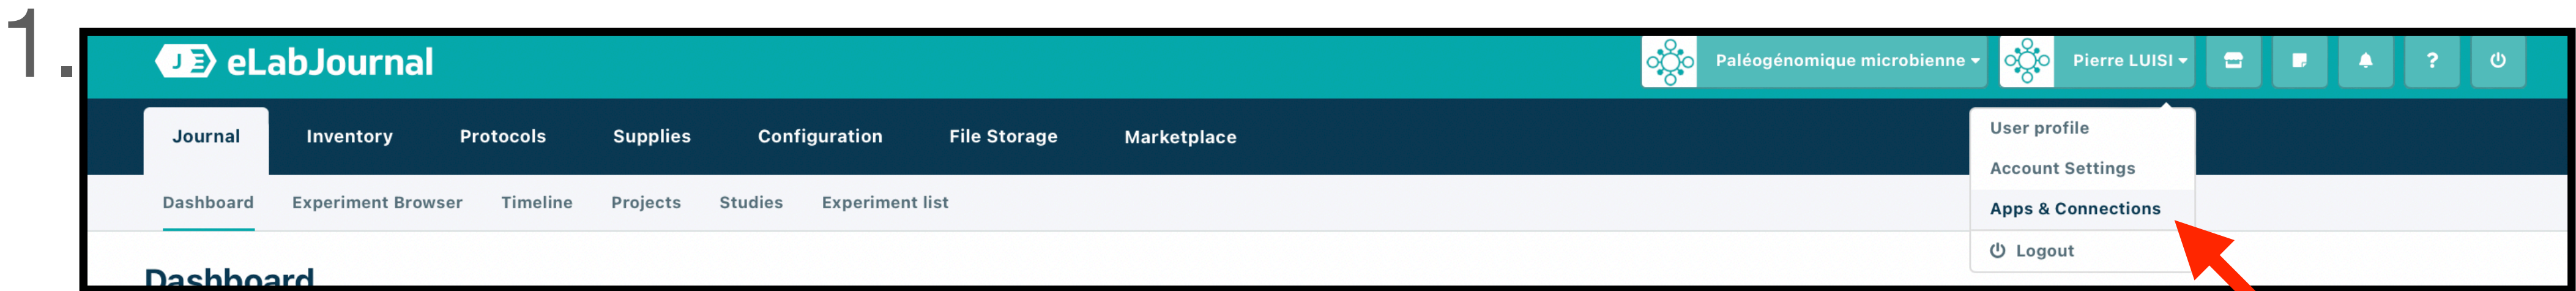 1.
eLabJournal
Paléogénomique microbienne
Pierre LUISI
?
Journal Inventory Protocols Supplies Configuration File Storage Marketplace
User profile
Account Settings
Apps & Connections
Logout
Dashboard Experiment Browser Timeline Projects Studies Experiment list
Dashboard